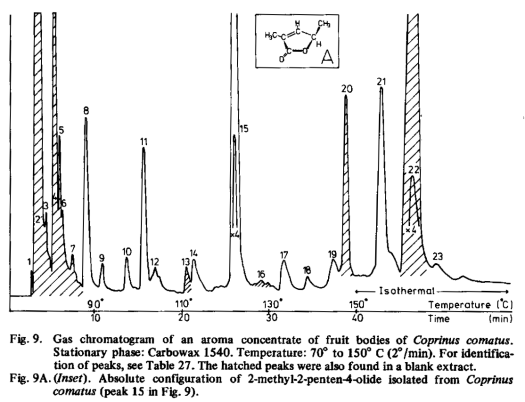 H₃C
CH₃
H
O
O
A
1
2
3
4
5
6
7
8
9
10
11
12
13
14
15
×4
16
17
18
19
20
21
22
×4
23
Isothermal
90° 110° 130° 150° Temperature (°C)
10 20 30 40 Time (min)
Fig. 9. Gas chromatogram of an aroma concentrate of fruit bodies of Coprinus comatus.
Stationary phase: Carbowax 1540. Temperature: 70° to 150° C (2°/min). For identifica-
tion of peaks, see Table 27. The hatched peaks were also found in a blank extract.
Fig. 9A. (Inset). Absolute configuration of 2-methyl-2-penten-4-olide isolated from Coprinus
comatus (peak 15 in Fig. 9).